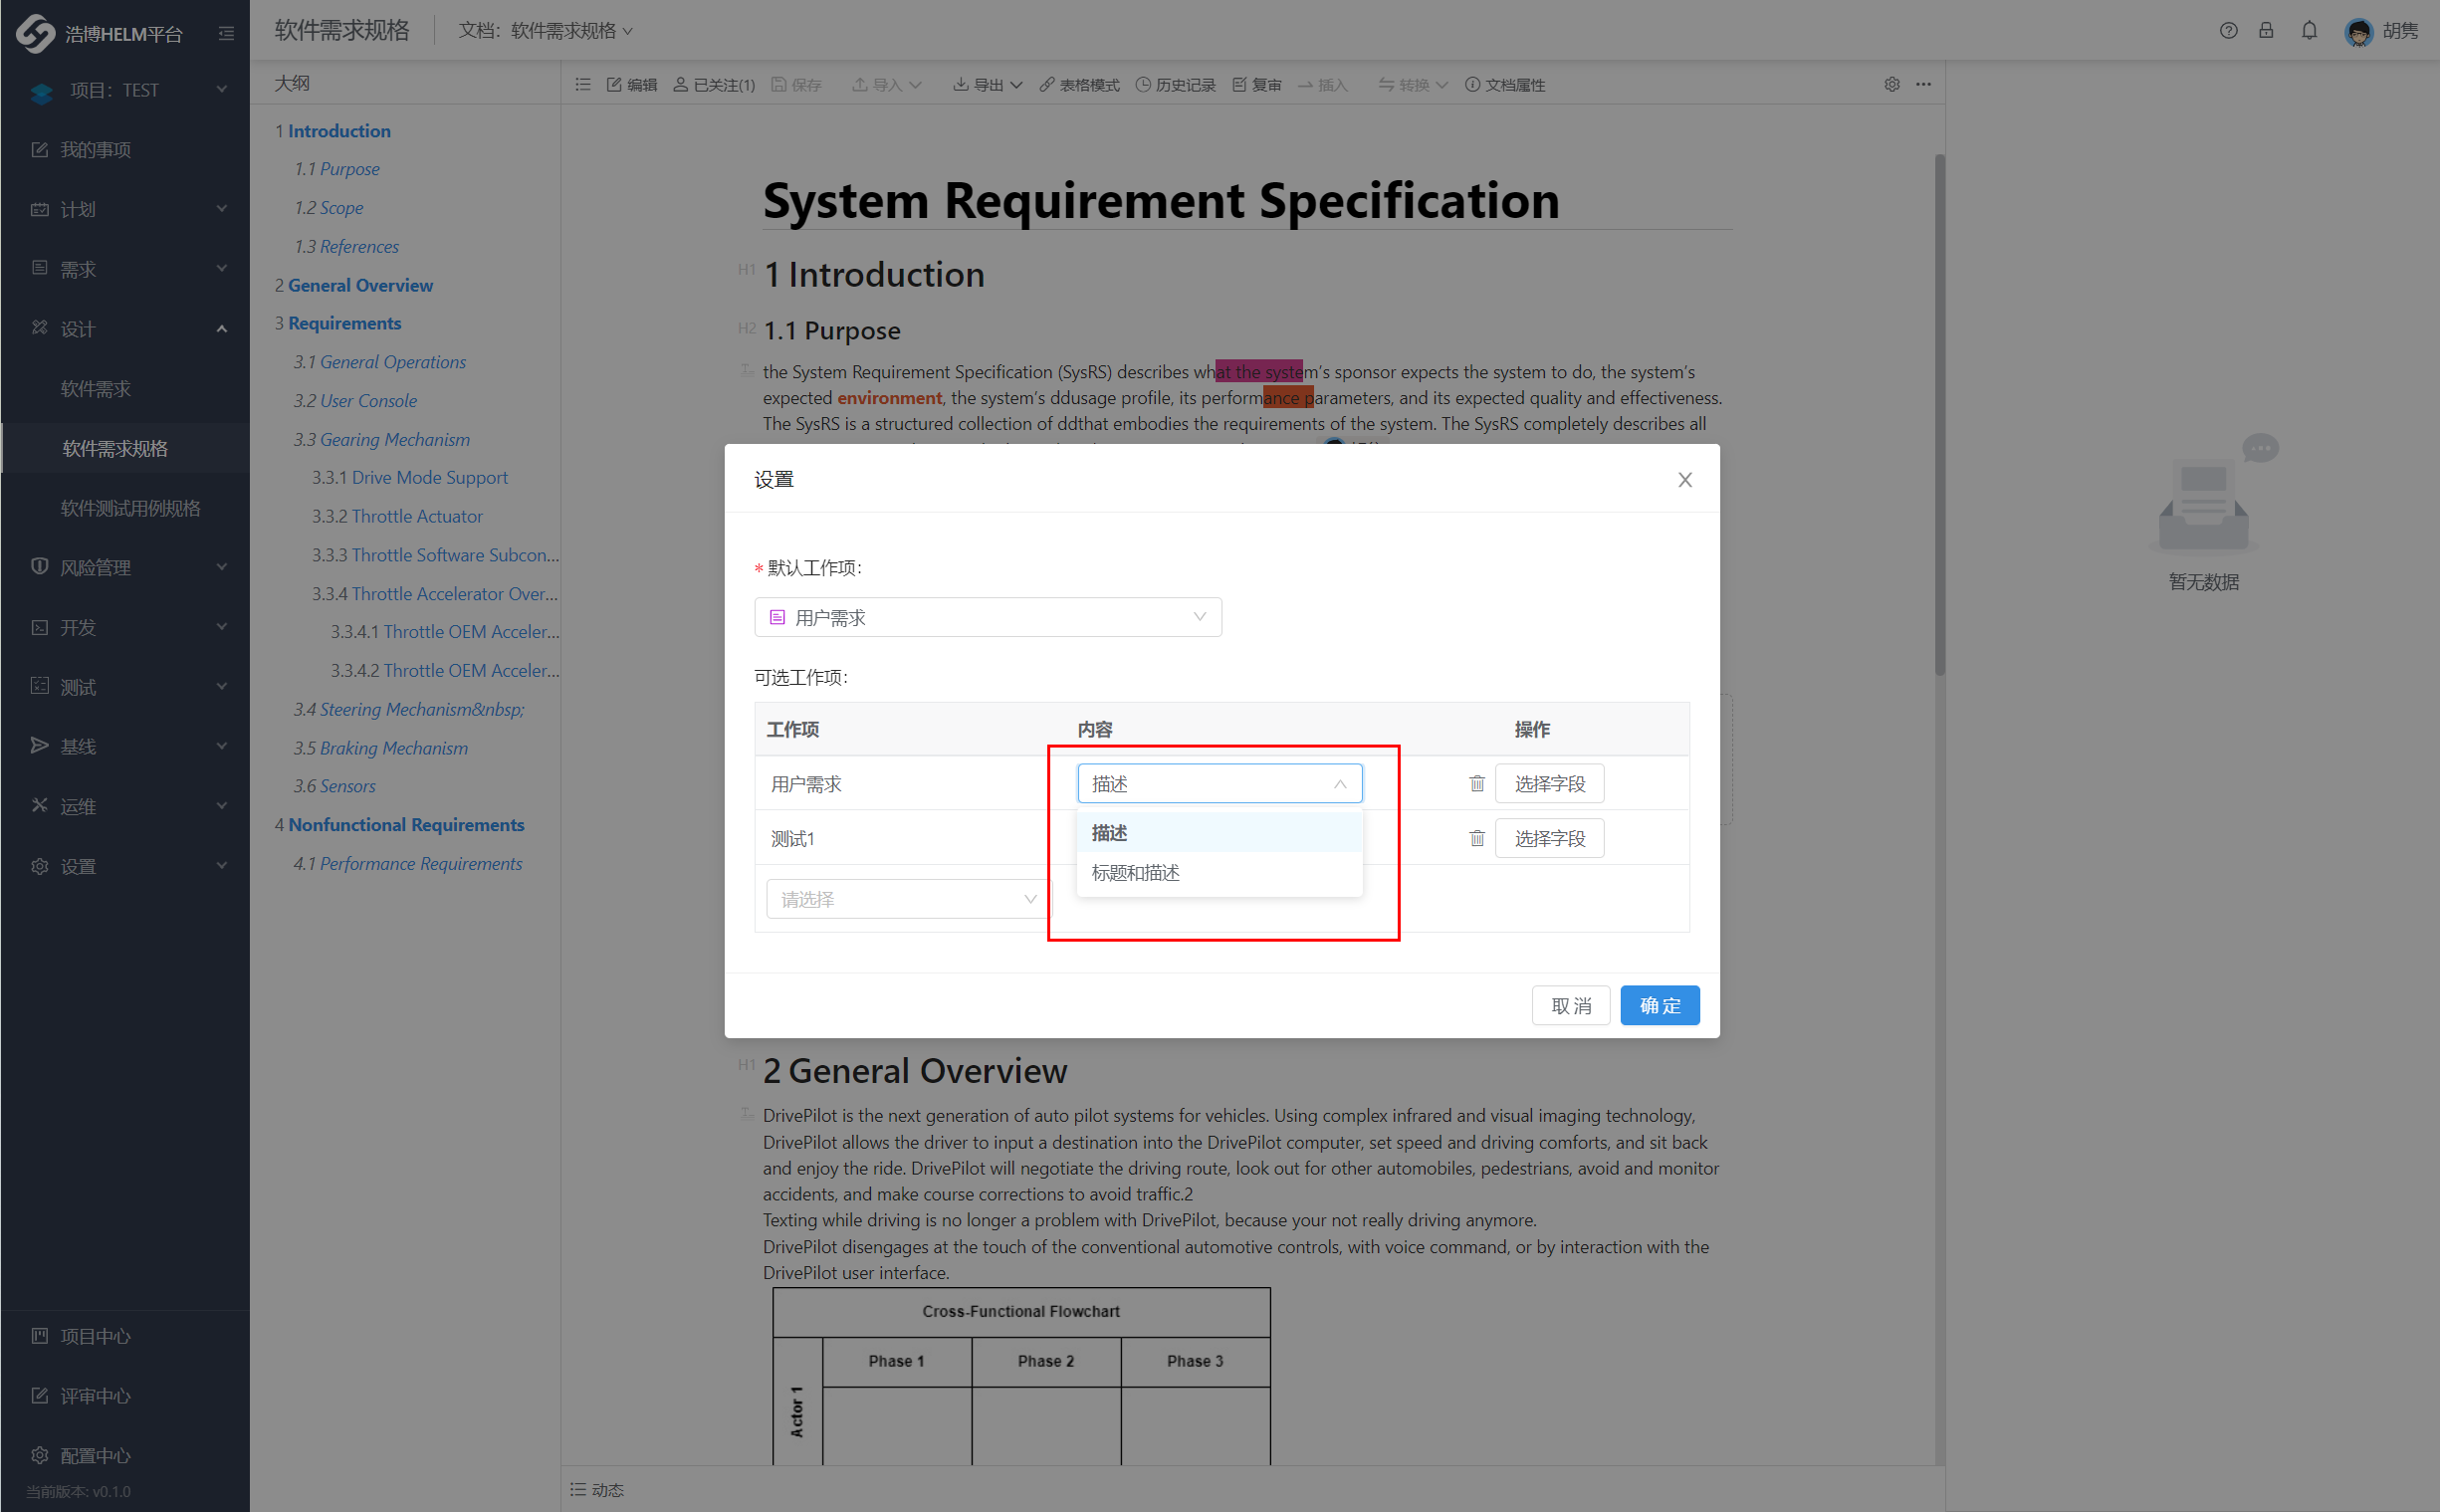 浩博HELM平台
项目：TEST
我的事项
计划
需求
设计
软件需求
软件需求规格
软件测试用例规格
风险管理
开发
测试
基线
运维
设置
项目中心
评审中心
配置中心
当前版本: v0.1.0
软件需求规格
文档：软件需求规格
胡隽
大纲
1 Introduction
1.1 Purpose
1.2 Scope
1.3 References
2 General Overview
3 Requirements
3.1 General Operations
3.2 User Console
3.3 Gearing Mechanism
3.3.1 Drive Mode Support
3.3.2 Throttle Actuator
3.3.3 Throttle Software Subcon...
3.3.4 Throttle Accelerator Over...
3.3.4.1 Throttle OEM Acceler...
3.3.4.2 Throttle OEM Acceler...
3.4 Steering Mechanism&nbsp;
3.5 Braking Mechanism
3.6 Sensors
4 Nonfunctional Requirements
4.1 Performance Requirements
编辑 已关注(1) 保存 导入 导出 表格模式 历史记录 复审 插入 转换 文档属性
System Requirement Specification
H1 1 Introduction
H2 1.1 Purpose
the System Requirement Specification (SysRS) describes what the system's sponsor expects the system to do, the system's
expected environment, the system's ddusage profile, its performance parameters, and its expected quality and effectiveness.
The SysRS is a structured collection of ddthat embodies the requirements of the system. The SysRS completely describes all
设置
* 默认工作项：
用户需求
可选工作项：
工作项 内容 操作
用户需求 描述 选择字段
描述
测试1 选择字段
标题和描述
请选择
取 消 确 定
H1 2 General Overview
DrivePilot is the next generation of auto pilot systems for vehicles. Using complex infrared and visual imaging technology,
DrivePilot allows the driver to input a destination into the DrivePilot computer, set speed and driving comforts, and sit back
and enjoy the ride. DrivePilot will negotiate the driving route, look out for other automobiles, pedestrians, avoid and monitor
accidents, and make course corrections to avoid traffic.2
Texting while driving is no longer a problem with DrivePilot, because your not really driving anymore.
DrivePilot disengages at the touch of the conventional automotive controls, with voice command, or by interaction with the
DrivePilot user interface.
Cross-Functional Flowchart
Phase 1 Phase 2 Phase 3
Actor 1
动态
暂无数据